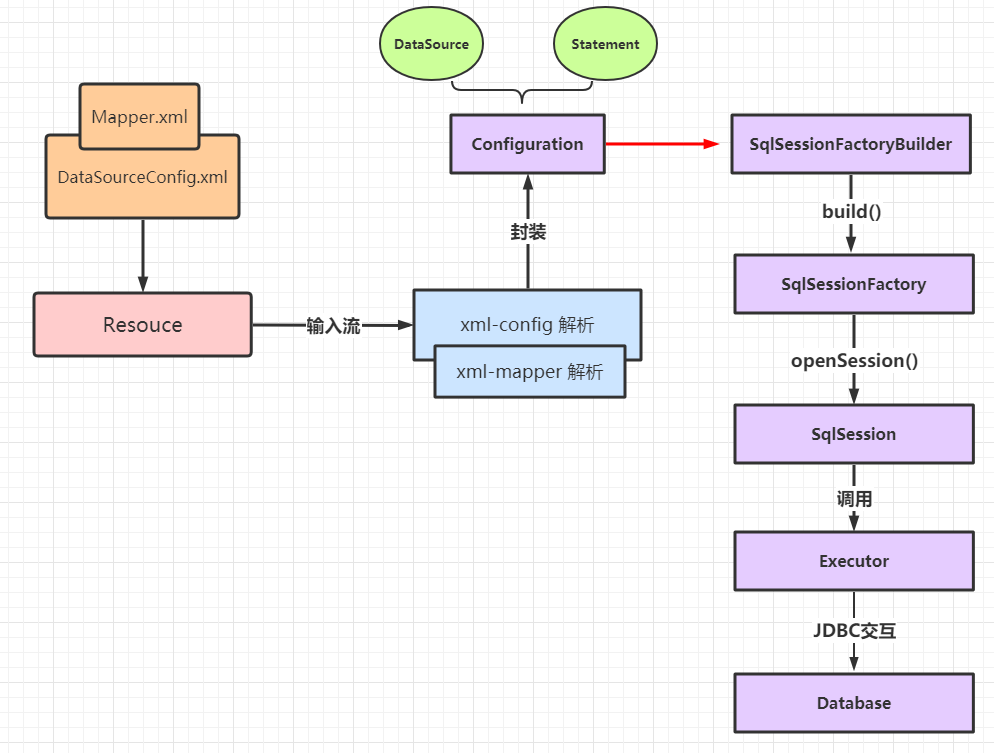 DataSource
Statement
Mapper.xml
DataSourceConfig.xml
Configuration
SqlSessionFactoryBuilder
封装
build()
SqlSessionFactory
Resouce
输入流
xml-config 解析
xml-mapper 解析
openSession()
SqlSession
调用
Executor
JDBC交互
Database